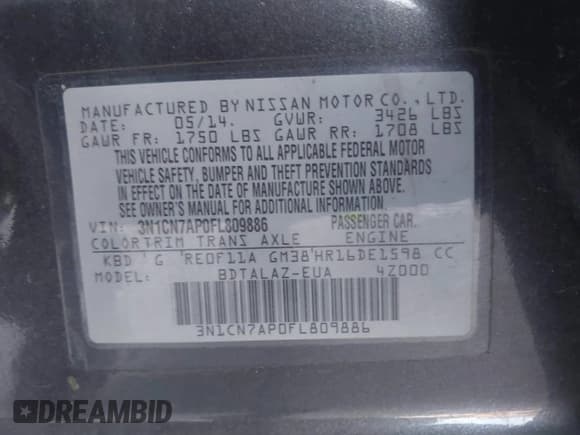 MANUFACTURED BY NISSAN MOTOR CO., LTD.
DATE: 05/14. GVWR: 3426 LBS
GAWR FR: 1750 LBS GAWR RR: 1708 LBS
THIS VEHICLE CONFORMS TO ALL APPLICABLE FEDERAL MOTOR
VEHICLE SAFETY, BUMPER AND THEFT PREVENTION STANDARDS
IN EFFECT ON THE DATE OF MANUFACTURE SHOWN ABOVE.
SEE OWNER'S MANUAL FOR ADDITIONAL INFORMATION.
VIN: 3N1CN7AP0FL809886 PASSENGER CAR.
COLOR TRIM TRANS AXLE ENGINE
KBD G RE0F11A GM38 HR16DE1598 CC
MODEL: BDTALAZ-EUA 4Z000
3N1CN7AP0FL809886
DREAMBID